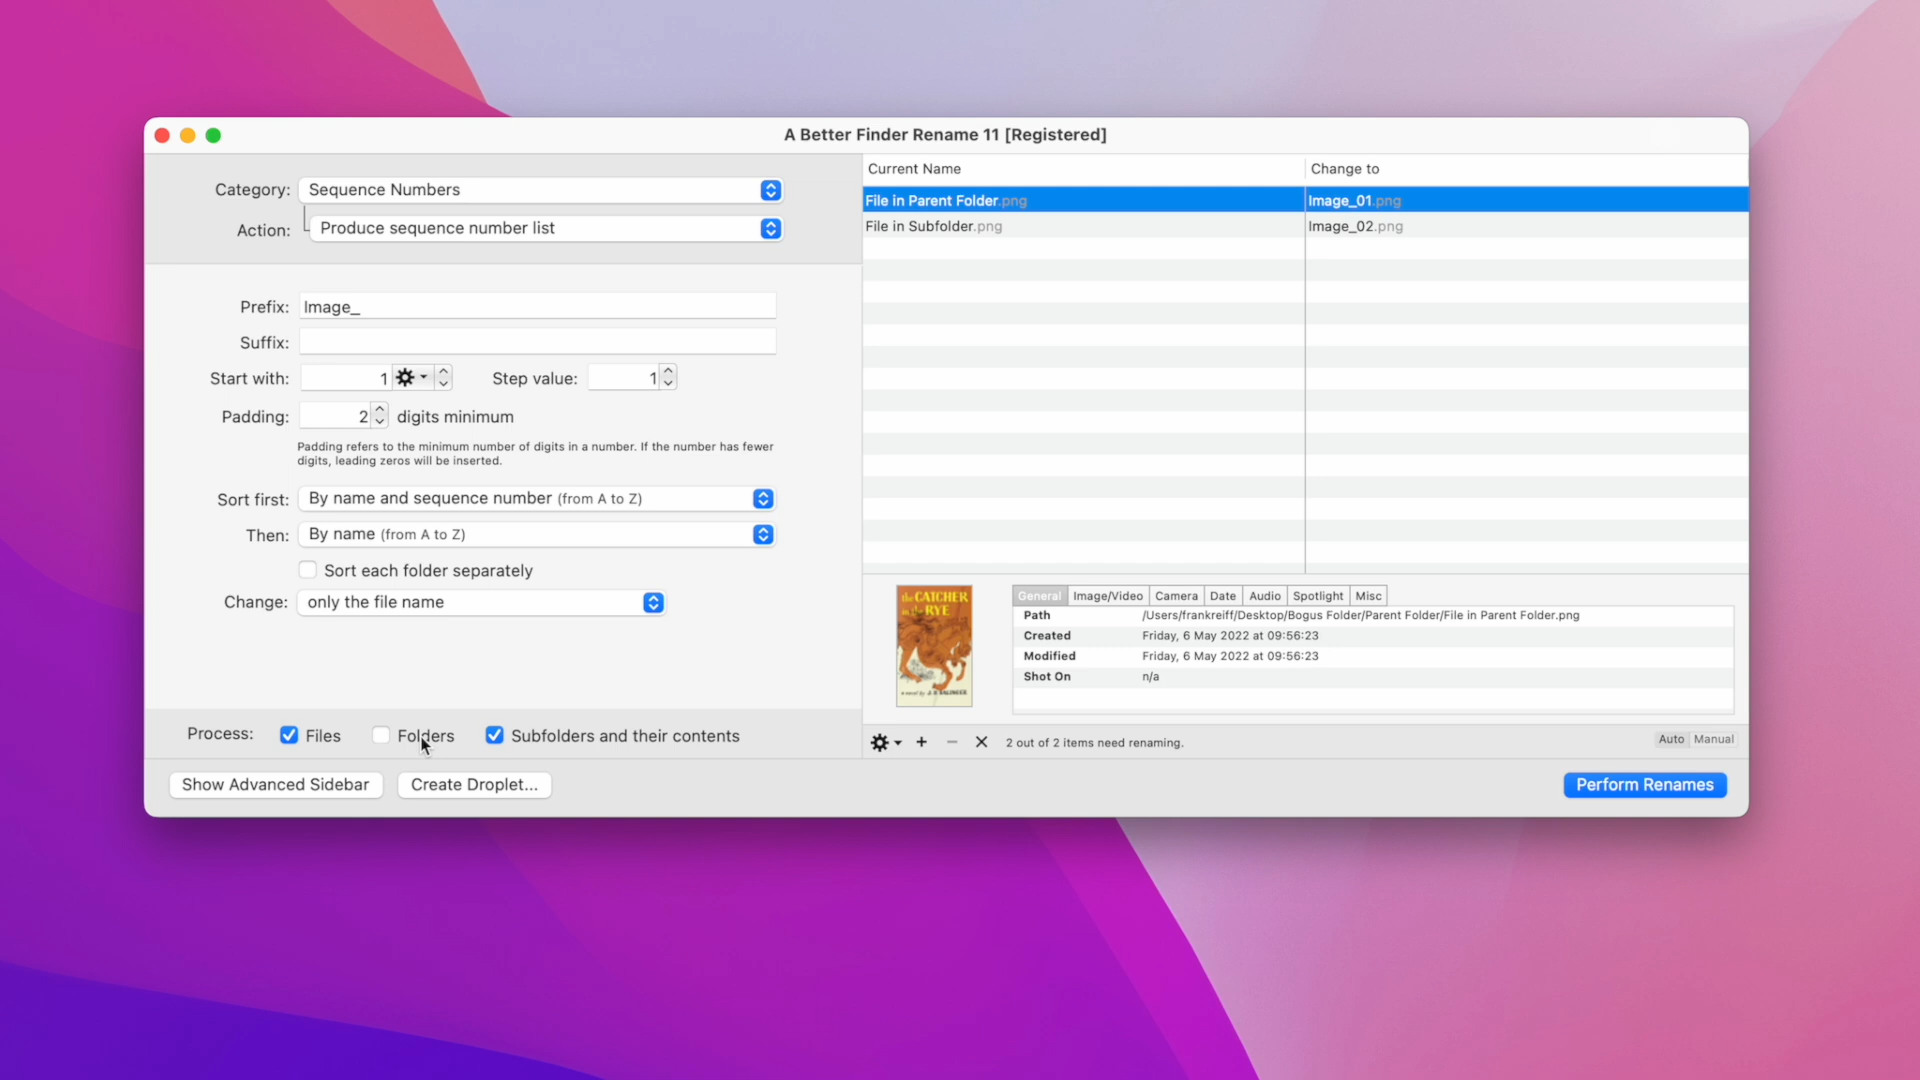 A Better Finder Rename 11 [Registered]
Category: Sequence Numbers
Action: Produce sequence number list
Prefix: Image_
Suffix:
Start with: 1 Step value: 1
Padding: 2 digits minimum
Padding refers to the minimum number of digits in a number. If the number has fewer
digits, leading zeros will be inserted.
Sort first: By name and sequence number (from A to Z)
Then: By name (from A to Z)
Sort each folder separately
Change: only the file name
Process: Files Folders Subfolders and their contents
Show Advanced Sidebar Create Droplet...
Current Name Change to
File in Parent Folder.png Image_01.png
File in Subfolder.png Image_02.png
the CATCHER
in the RYE
a novel by J. D. SALINGER
General Image/Video Camera Date Audio Spotlight Misc
Path /Users/frankreiff/Desktop/Bogus Folder/Parent Folder/File in Parent Folder.png
Created Friday, 6 May 2022 at 09:56:23
Modified Friday, 6 May 2022 at 09:56:23
Shot On n/a
2 out of 2 items need renaming.
Auto Manual
Perform Renames